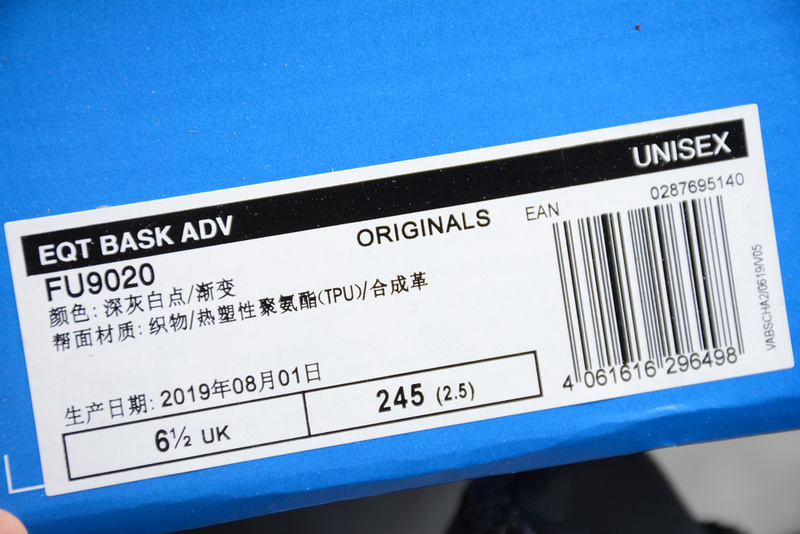 EQT BASK ADV UNISEX
FU9020 ORIGINALS EAN 0287695140
颜色: 深灰白点/渐变
帮面材质: 织物/热塑性聚氨酯(TPU)/合成革
生产日期: 2019年08月01日
6½ UK 245 (2.5)
4 061616 296498
VABSCHA2/0619/V05